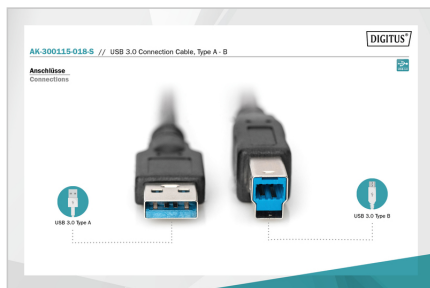 DIGITUS®
AK-300115-018-S // USB 3.0 Connection Cable, Type A - B
Anschlüsse
Connections
USB 3.0 Type A
USB 3.0 Type B